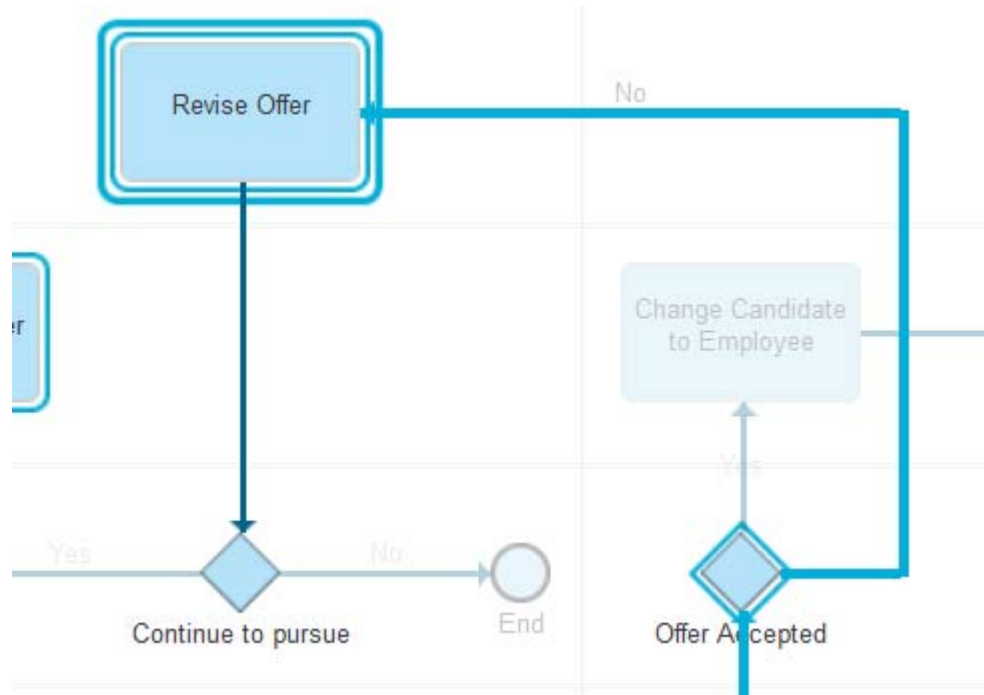 Revise Offer
No
er
Change Candidate
to Employee
Yes
Yes
No
Continue to pursue
End
Offer Accepted